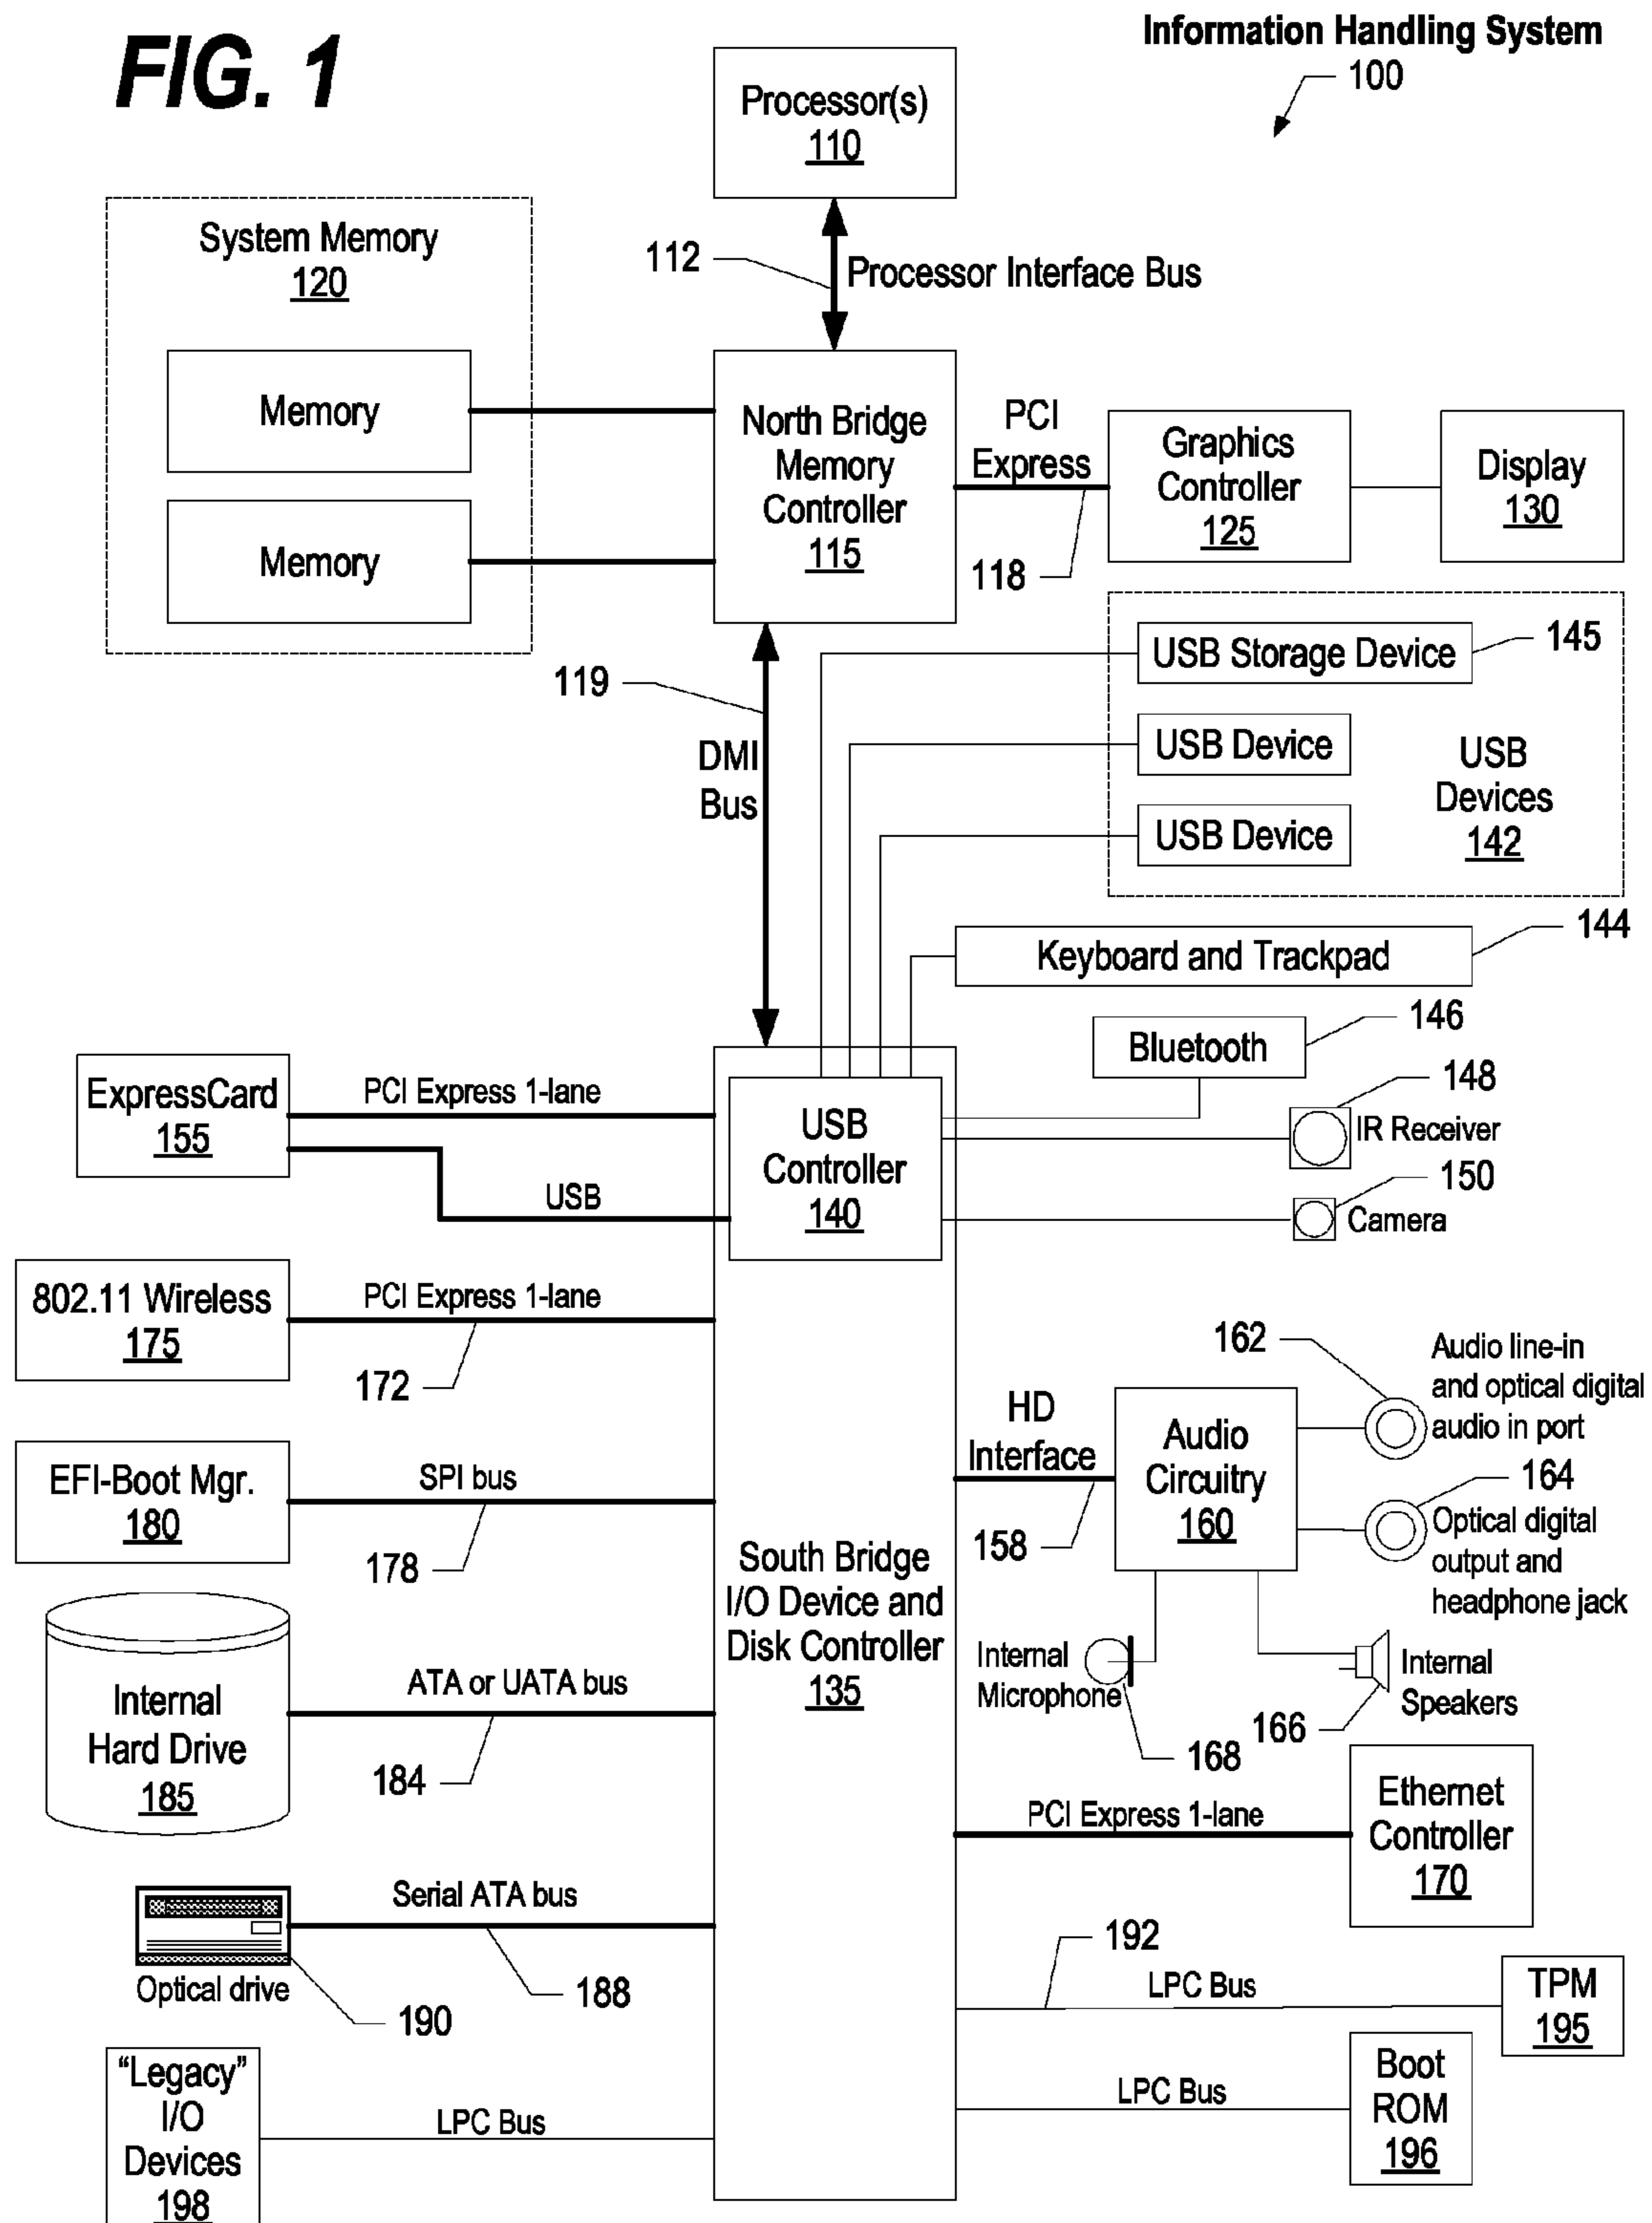 FIG. 1
Information Handling System
100
Processor(s)
110
112
Processor Interface Bus
System Memory
120
Memory
Memory
North Bridge
Memory
Controller
115
PCI
Express
118
Graphics
Controller
125
Display
130
119
DMI
Bus
USB Storage Device
145
USB Device
USB Device
USB
Devices
142
Keyboard and Trackpad
144
Bluetooth
146
148
IR Receiver
150
Camera
ExpressCard
155
PCI Express 1-lane
USB
USB
Controller
140
802.11 Wireless
175
PCI Express 1-lane
172
EFI-Boot Mgr.
180
SPI bus
178
Internal
Hard Drive
185
ATA or UATA bus
184
Optical drive
190
Serial ATA bus
188
"Legacy"
I/O
Devices
198
LPC Bus
South Bridge
I/O Device and
Disk Controller
135
HD
Interface
158
Audio
Circuitry
160
162
Audio line-in
and optical digital
audio in port
164
Optical digital
output and
headphone jack
Internal
Microphone
168
Internal
Speakers
166
PCI Express 1-lane
Ethernet
Controller
170
192
LPC Bus
TPM
195
LPC Bus
Boot
ROM
196